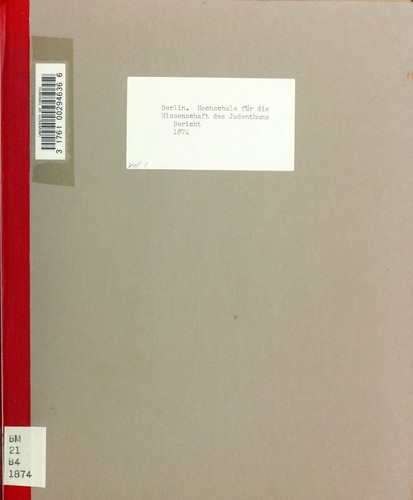 Berlin. Hochschule für die
Wissenschaft des Judenthums
Bericht
1874
3 1761 00294636 6
BM
21
B4
1874